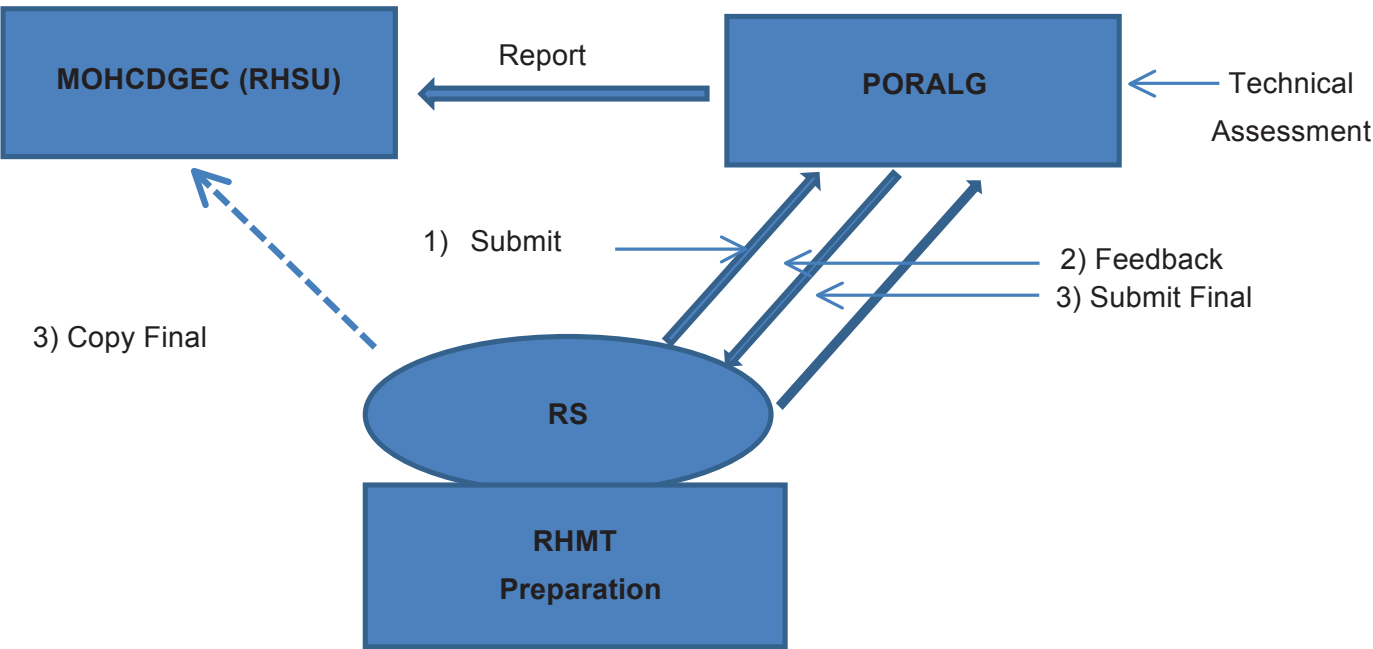 Report
MOHCDGEC (RHSU)
PORALG
Technical
Assessment
1) Submit
2) Feedback
3) Submit Final
3) Copy Final
RS
RHMT
Preparation